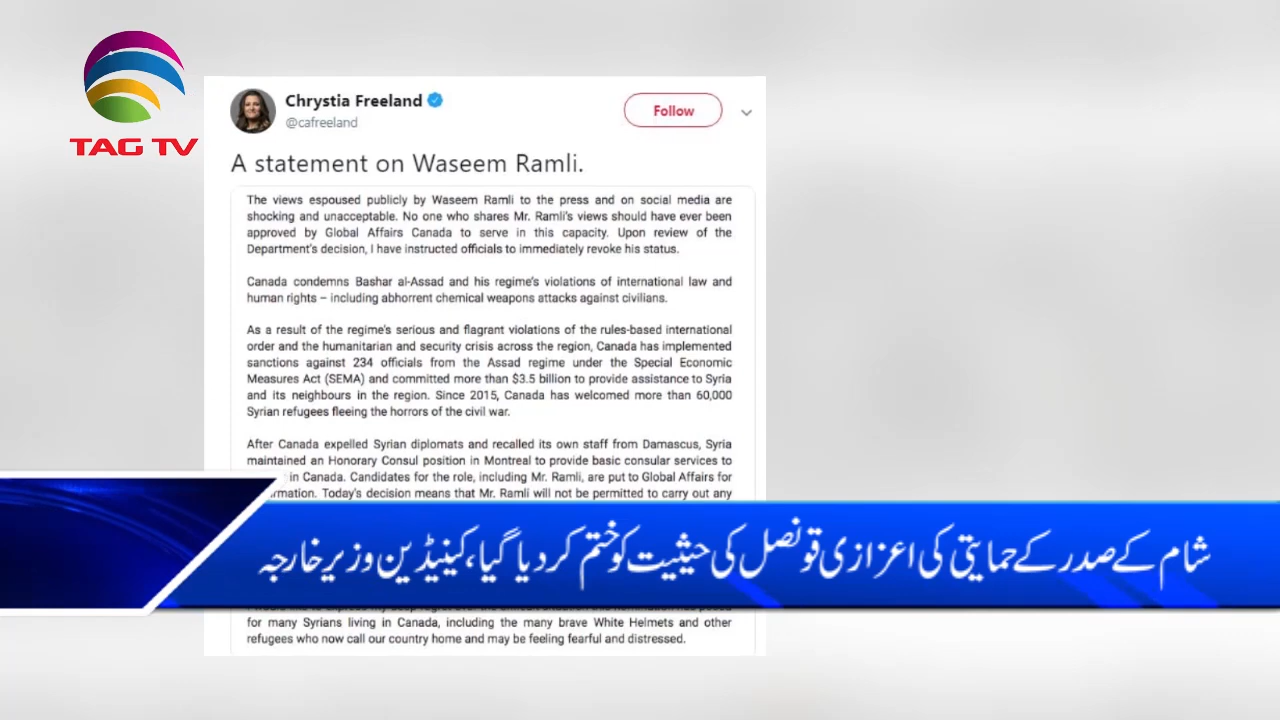 TAG TV
Chrystia Freeland
@cafreeland
Follow
A statement on Waseem Ramli.
The views espoused publicly by Waseem Ramli to the press and on social media are
shocking and unacceptable. No one who shares Mr. Ramli's views should have ever been
approved by Global Affairs Canada to serve in this capacity. Upon review of the
Department's decision, I have instructed officials to immediately revoke his status.
Canada condemns Bashar al-Assad and his regime's violations of international law and
human rights – including abhorrent chemical weapons attacks against civilians.
As a result of the regime's serious and flagrant violations of the rules-based international
order and the humanitarian and security crisis across the region, Canada has implemented
sanctions against 234 officials from the Assad regime under the Special Economic
Measures Act (SEMA) and committed more than $3.5 billion to provide assistance to Syria
and its neighbours in the region. Since 2015, Canada has welcomed more than 60,000
Syrian refugees fleeing the horrors of the civil war.
After Canada expelled Syrian diplomats and recalled its own staff from Damascus, Syria
maintained an Honorary Consul position in Montreal to provide basic consular services to
in Canada. Candidates for the role, including Mr. Ramli, are put to Global Affairs for
rmation. Today's decision means that Mr. Ramli will not be permitted to carry out any
شام کے صدر کے حمایتی کی اعزازی قونصل کی حیثیت کو ختم کر دیا گیا، کینیڈین وزیر خارجہ
for many Syrians living in Canada, including the many brave White Helmets and other
refugees who now call our country home and may be feeling fearful and distressed.